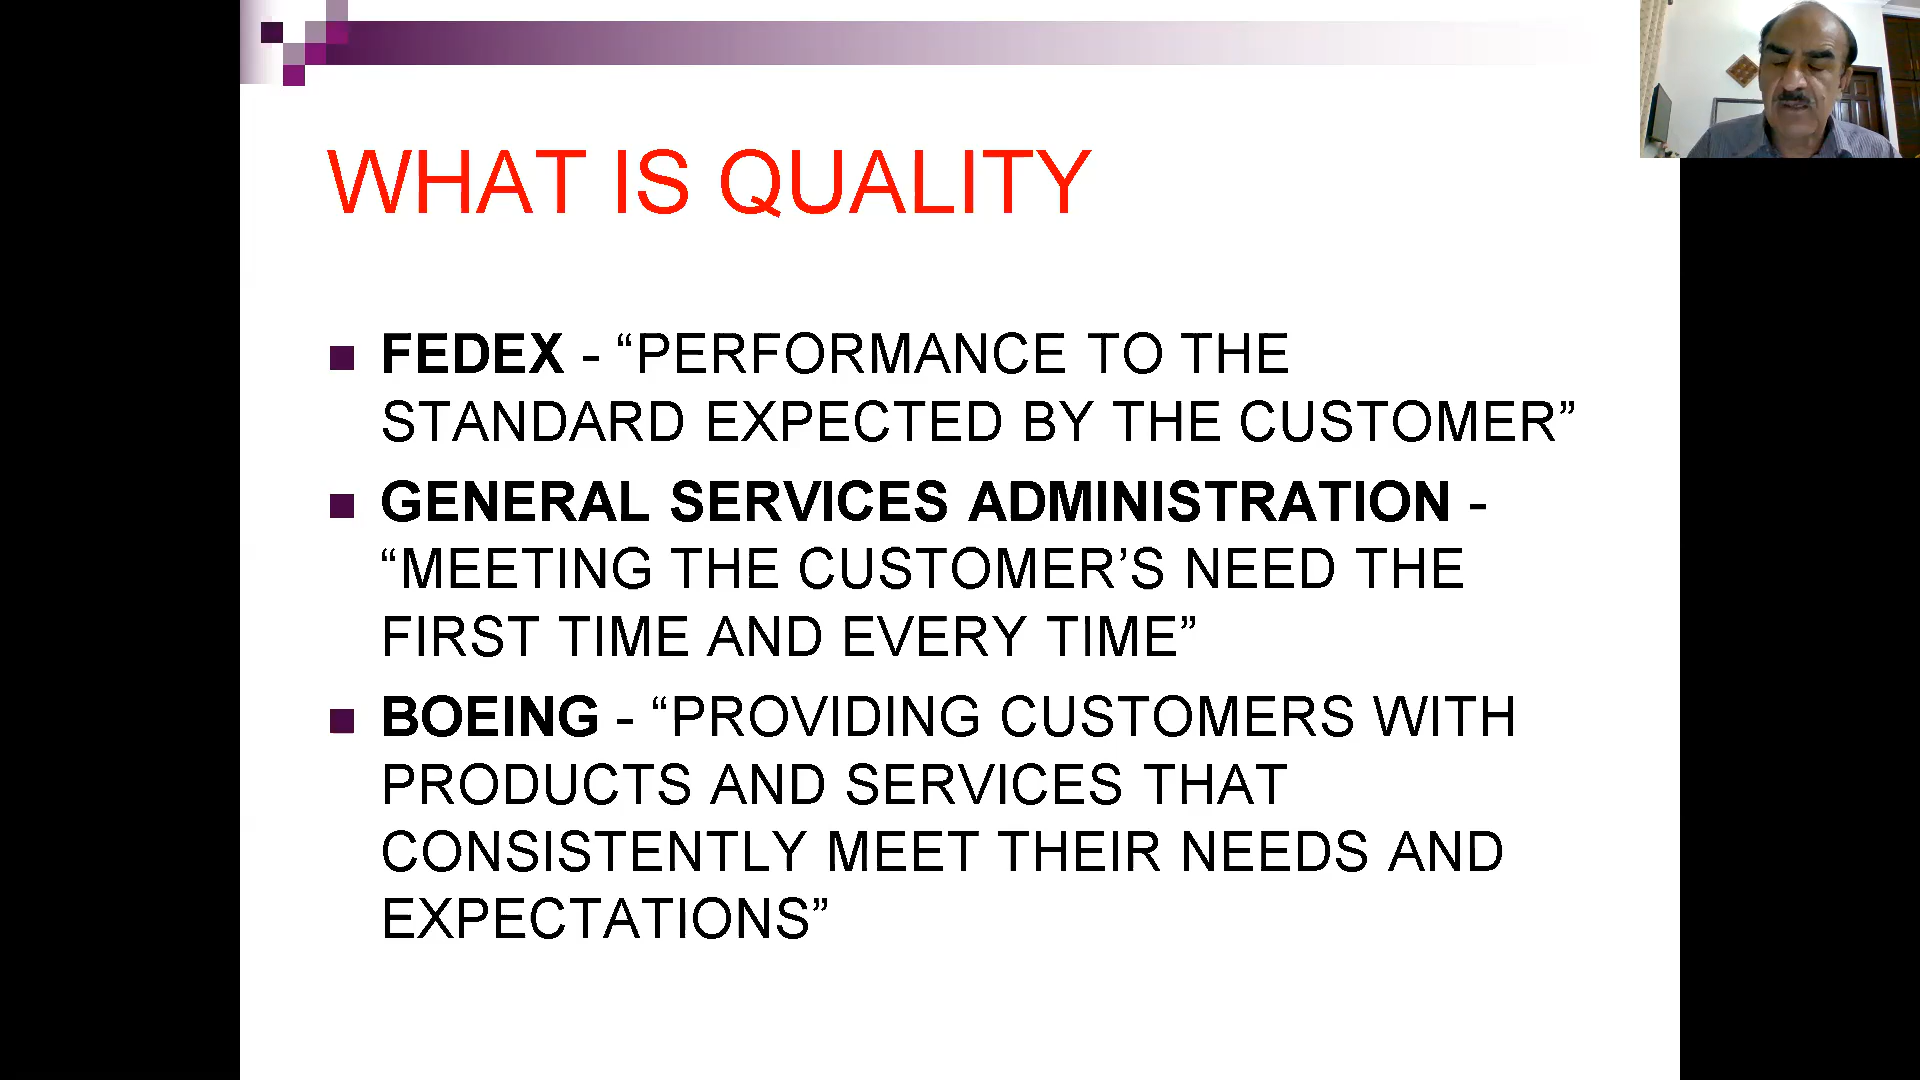 WHAT IS QUALITY
FEDEX - “PERFORMANCE TO THE
STANDARD EXPECTED BY THE CUSTOMER”
GENERAL SERVICES ADMINISTRATION -
“MEETING THE CUSTOMER’S NEED THE
FIRST TIME AND EVERY TIME”
BOEING - “PROVIDING CUSTOMERS WITH
PRODUCTS AND SERVICES THAT
CONSISTENTLY MEET THEIR NEEDS AND
EXPECTATIONS”